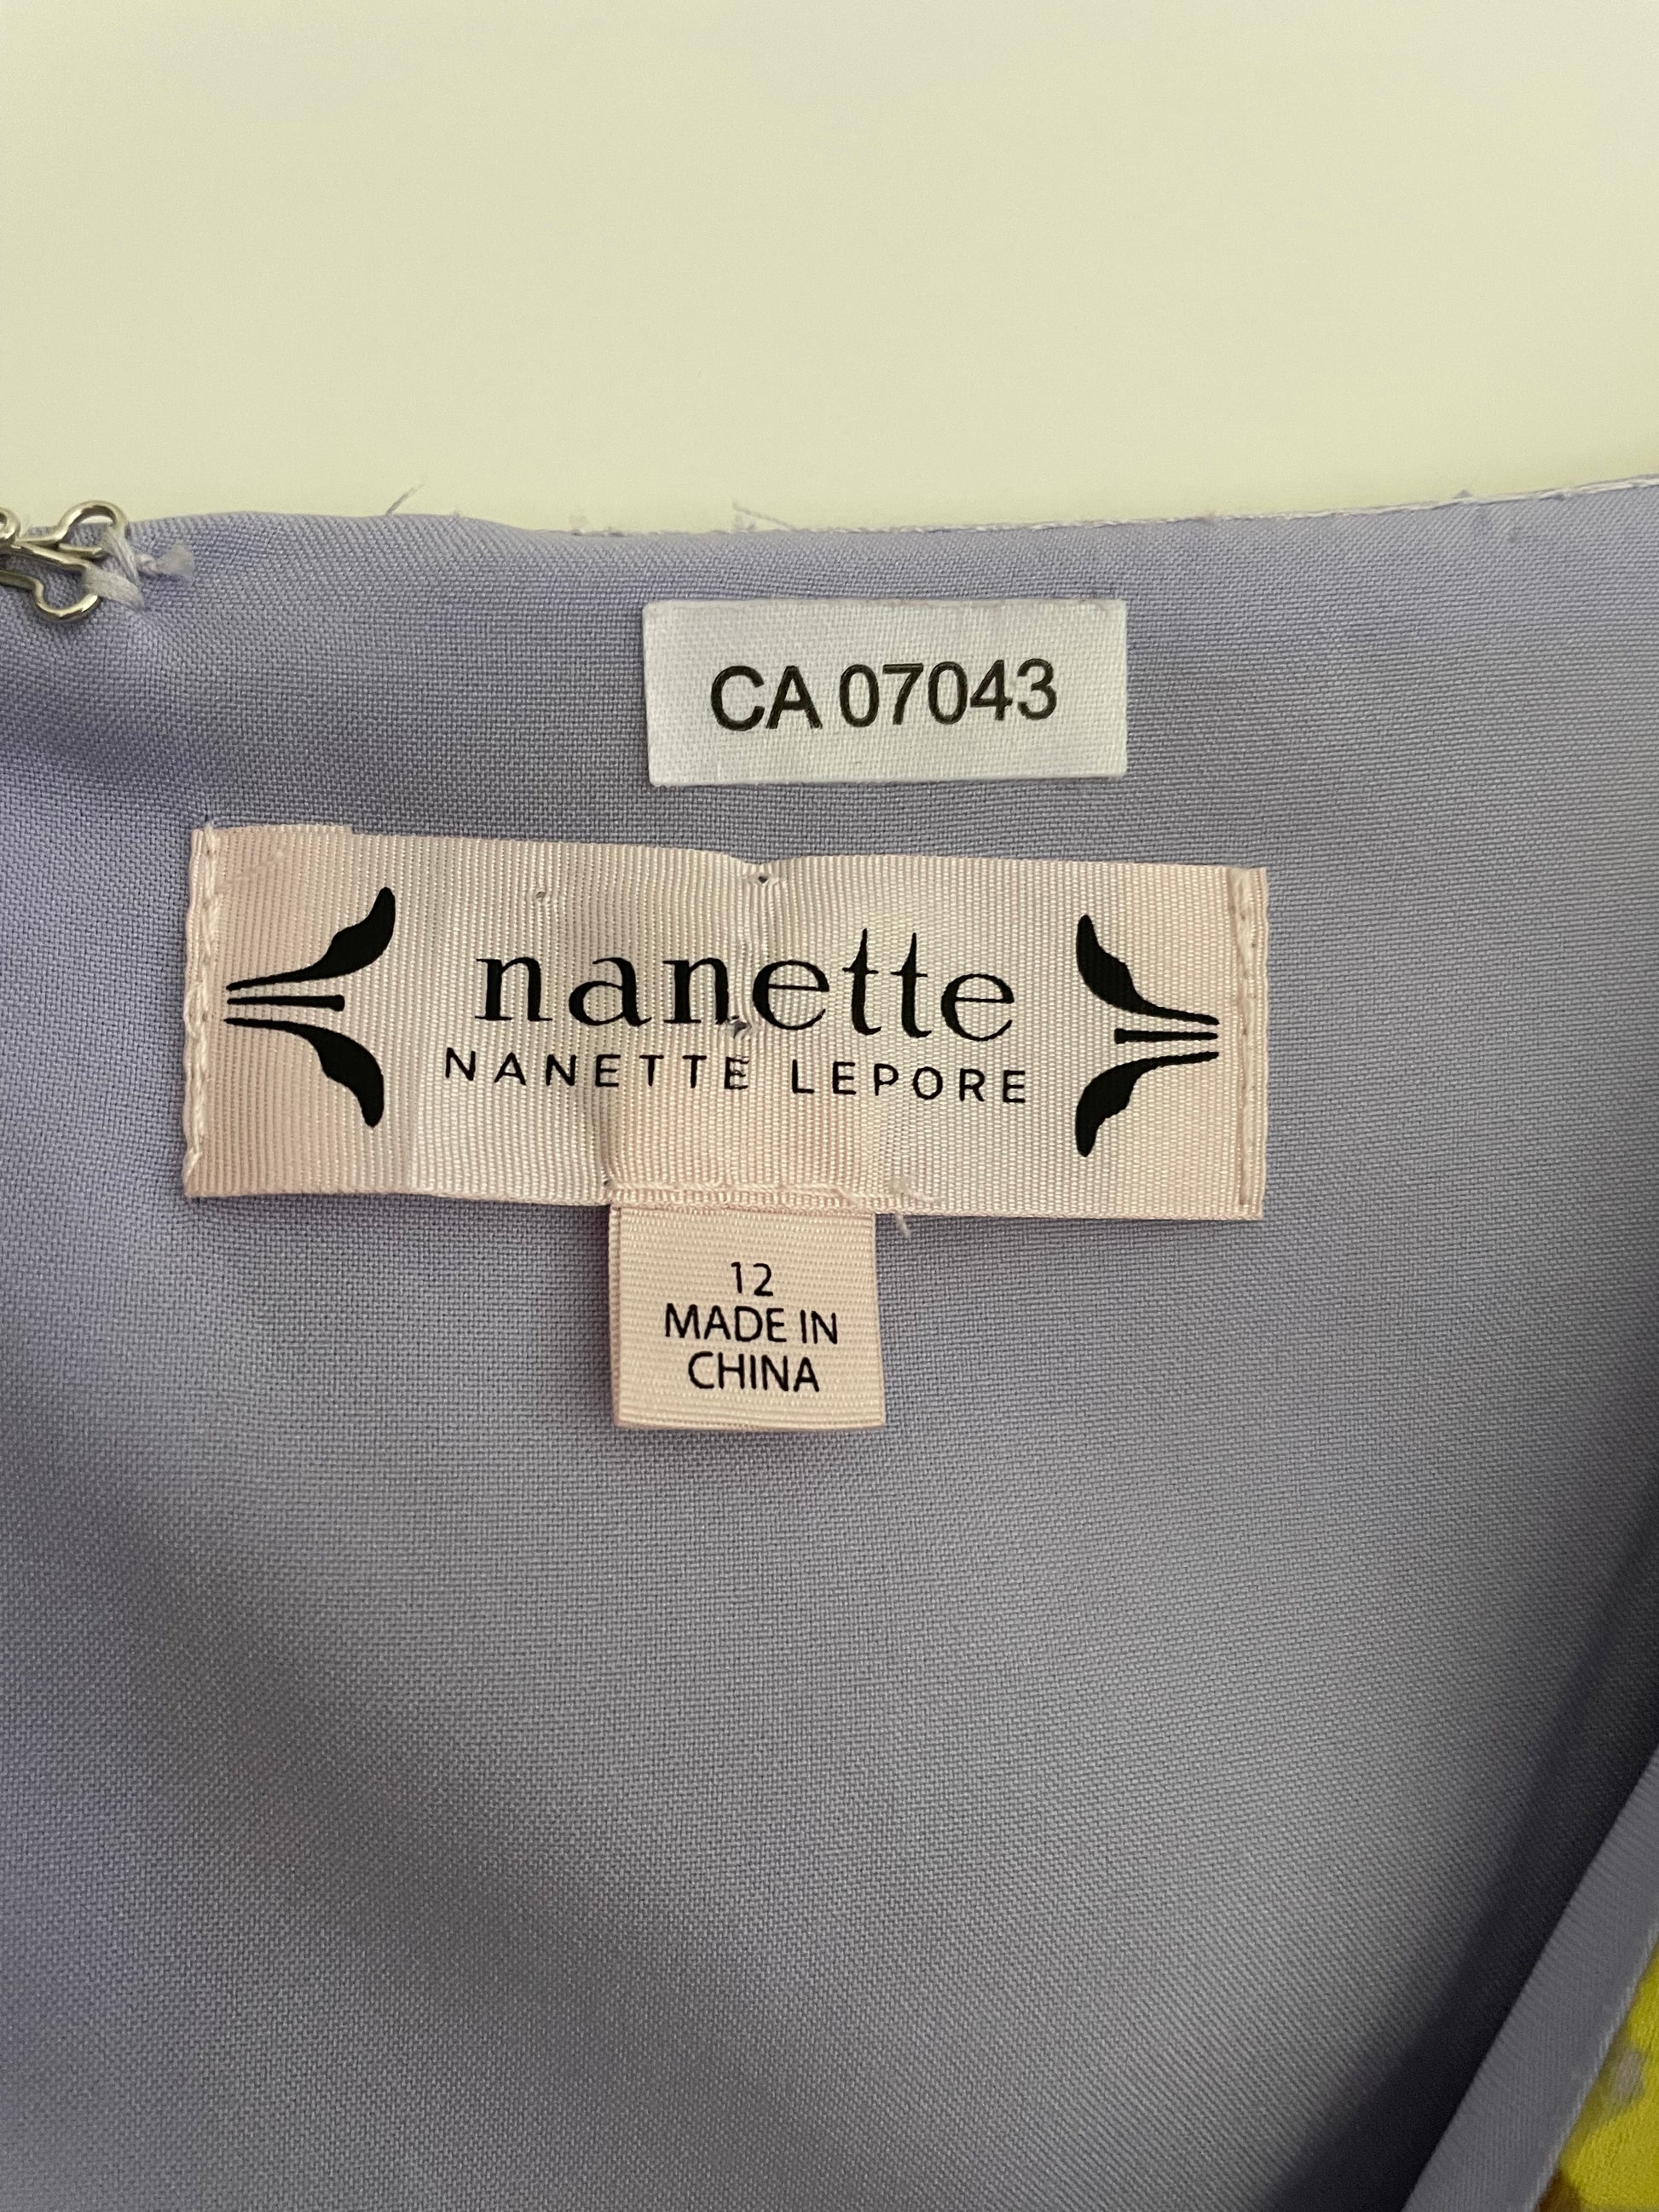 CA 07043
nanette
NANETTE LEPORE
12
MADE IN
CHINA